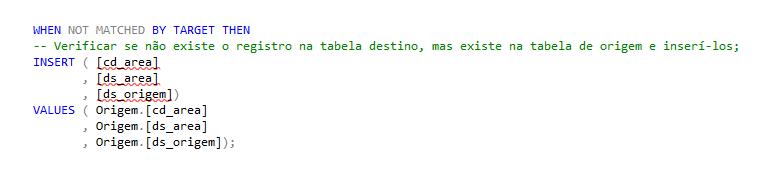 WHEN NOT MATCHED BY TARGET THEN
-- Verificar se não existe o registro na tabela destino, mas existe na tabela de origem e inserí-los;
INSERT ( [cd_area]
       , [ds_area]
       , [ds_origem])
VALUES ( Origem.[cd_area]
       , Origem.[ds_area]
       , Origem.[ds_origem]);